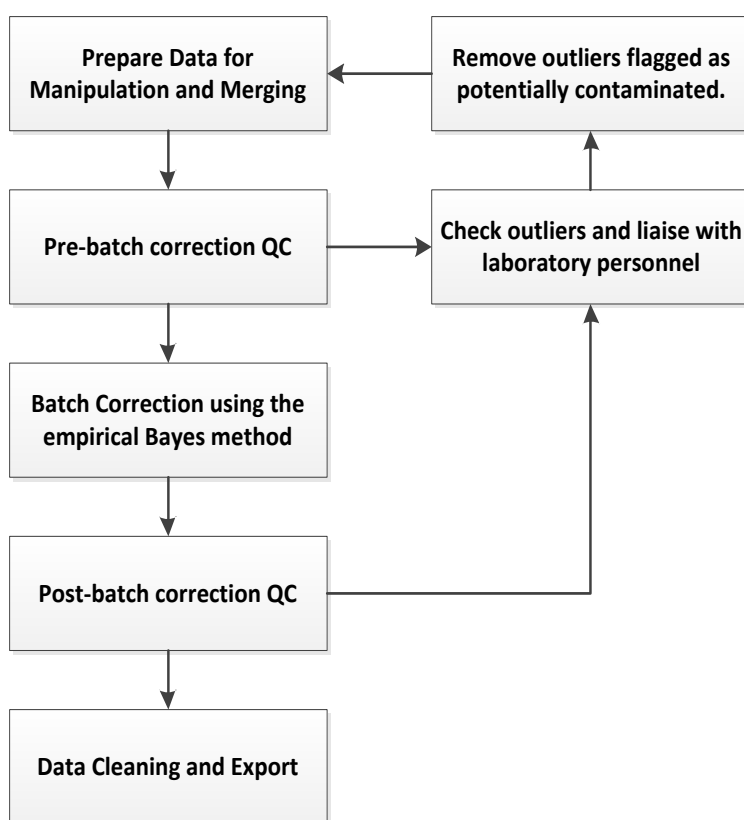 Prepare Data for
Manipulation and Merging
Remove outliers flagged as
potentially contaminated.
Pre-batch correction QC
Check outliers and liaise with
laboratory personnel
Batch Correction using the
empirical Bayes method
Post-batch correction QC
Data Cleaning and Export